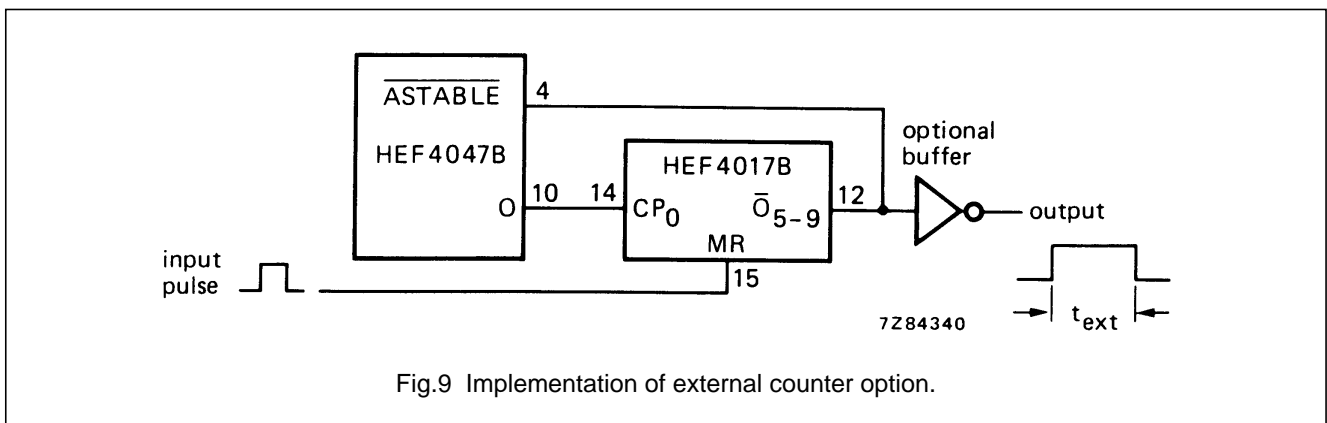 ASTABLE
4
HEF4047B
O
10
14
HEF4017B
CP0
Ō5-9
MR
12
15
optional
buffer
output
input
pulse
text
7Z84340
Fig.9 Implementation of external counter option.